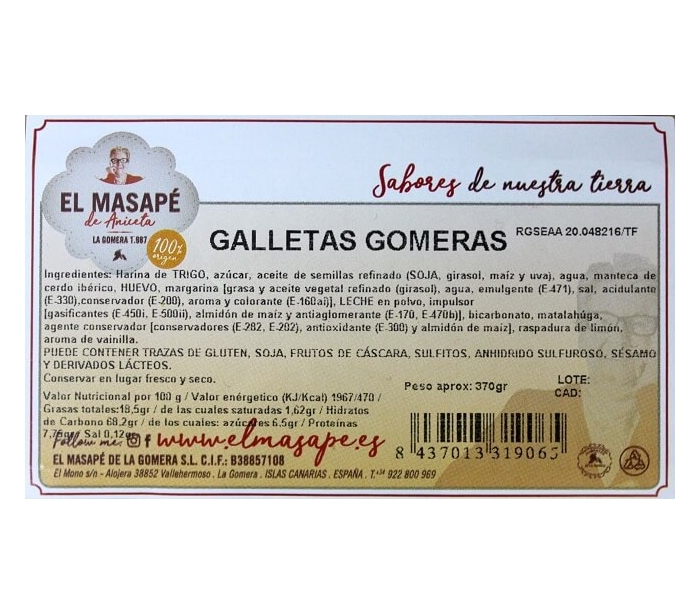 EL MASAPÉ
de Aniceta
LA GOMERA 1.987
100%
origen
Sabores de nuestra tierra
GALLETAS GOMERAS
RGSEAA 20.048216/TF
Ingredientes: Harina de TRIGO, azúcar, aceite de semillas refinado (SOJA, girasol, maíz y uva), agua, manteca de
cerdo ibérico, HUEVO, margarina [grasa y aceite vegetal refinado (girasol), agua, emulgente (E-471), sal, acidulante
(E-330),conservador (E-200), aroma y colorante (E-160ai)], LECHE en polvo, impulsor
[gasificantes (E-450i, E-500ii), almidón de maíz y antiaglomerante (E-170, E-470b)], bicarbonato, matalahúga,
agente conservador [conservadores (E-282, E-202), antioxidante (E-300) y almidón de maíz], raspadura de limón,
aroma de vainilla.
PUEDE CONTENER TRAZAS DE GLUTEN, SOJA, FRUTOS DE CÁSCARA, SULFITOS, ANHIDRIDO SULFUROSO, SÉSAMO
Y DERIVADOS LÁCTEOS.
Conservar en lugar fresco y seco.
Valor Nutricional por 100 g / Valor energético (KJ/Kcal) 1967/470 /
Grasas totales:18,5gr / de las cuales saturadas 1,62gr / Hidratos
de Carbono 68,2gr / de los cuales: azúcares 6.5gr / Proteínas
7,76gr / Sal 0,12gr
Peso aprox: 370gr
LOTE:
CAD:
Follow me: www.elmasape.es
8 437013 319065
EL MASAPÉ DE LA GOMERA S.L. C.I.F.: B38857108
El Mono s/n - Alojera 38852 Vallehermoso . La Gomera . ISLAS CANARIAS . ESPAÑA . T.+34 922 800 969